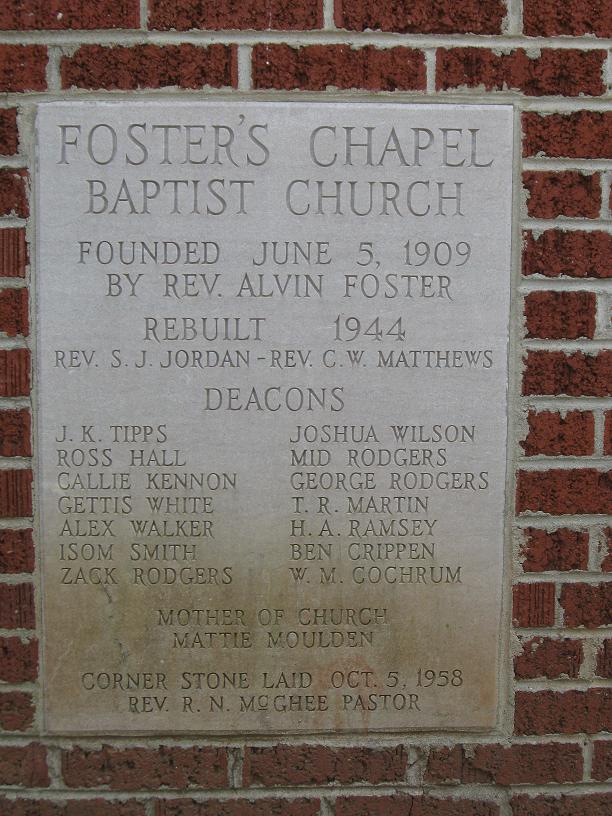 FOSTER'S CHAPEL
BAPTIST CHURCH
FOUNDED JUNE 5, 1909
BY REV. ALVIN FOSTER
REBUILT 1944
REV. S. J. JORDAN - REV. C. W. MATTHEWS
DEACONS
J. K. TIPPS JOSHUA WILSON
ROSS HALL MID RODGERS
CALLIE KENNON GEORGE RODGERS
GETTIS WHITE T. R. MARTIN
ALEX WALKER H. A. RAMSEY
ISOM SMITH BEN CRIPPEN
ZACK RODGERS W. M. COCHRUM
MOTHER OF CHURCH
MATTIE MOULDEN
CORNER STONE LAID OCT. 5, 1958
REV. R. N. McGHEE PASTOR